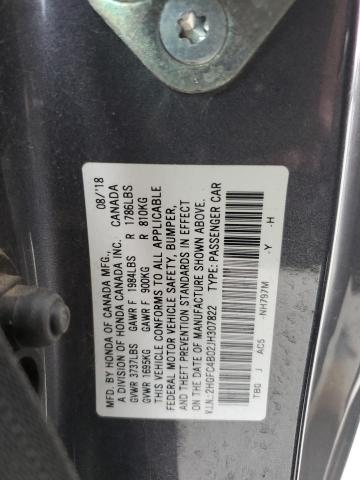 MFD. BY HONDA OF CANADA MFG., 08/'18
A DIVISION OF HONDA CANADA INC. CANADA
GVWR 3737LBS GAWR F 1984LBS R 1786LBS
GVWR 1695KG GAWR F 900KG R 810KG
THIS VEHICLE CONFORMS TO ALL APPLICABLE
FEDERAL MOTOR VEHICLE SAFETY, BUMPER,
AND THEFT PREVENTION STANDARDS IN EFFECT
ON THE DATE OF MANUFACTURE SHOWN ABOVE.
V.I.N.:2HGFC4B02JH307822 TYPE: PASSENGER CAR
TBG J AC5 -NH797M -Y -H